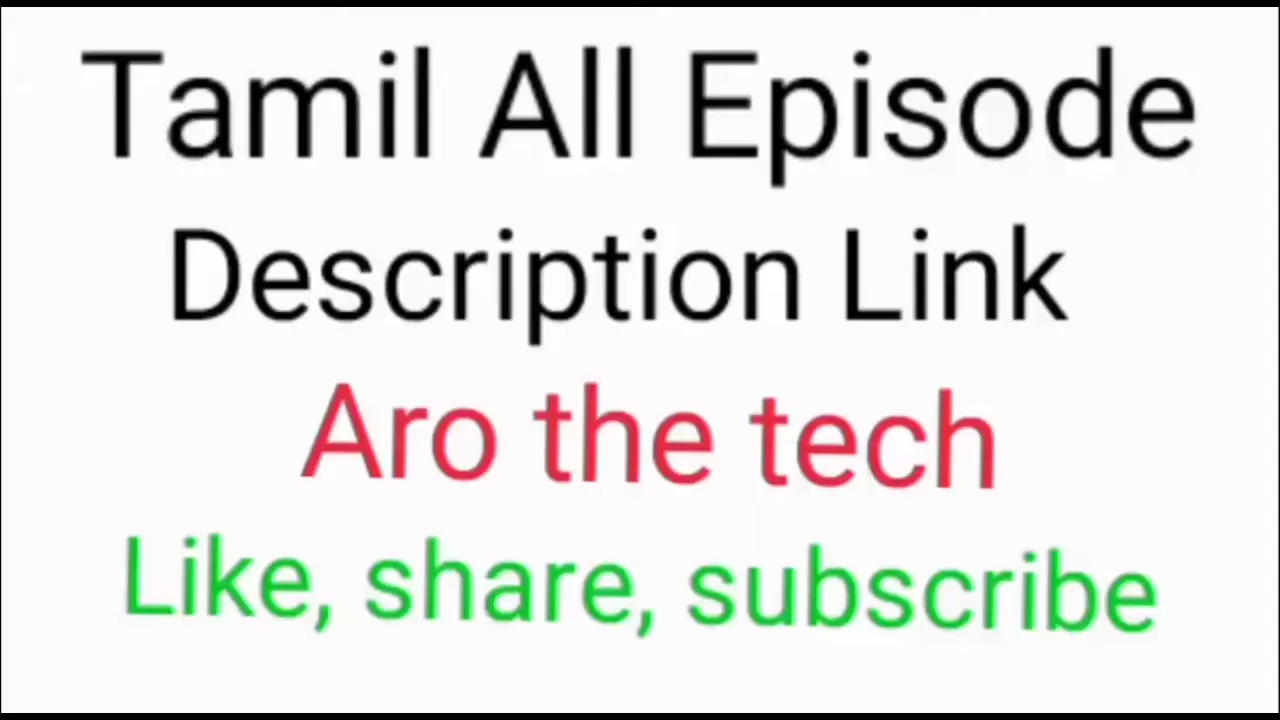 Tamil All Episode
Description Link
Aro the tech
Like, share, subscribe